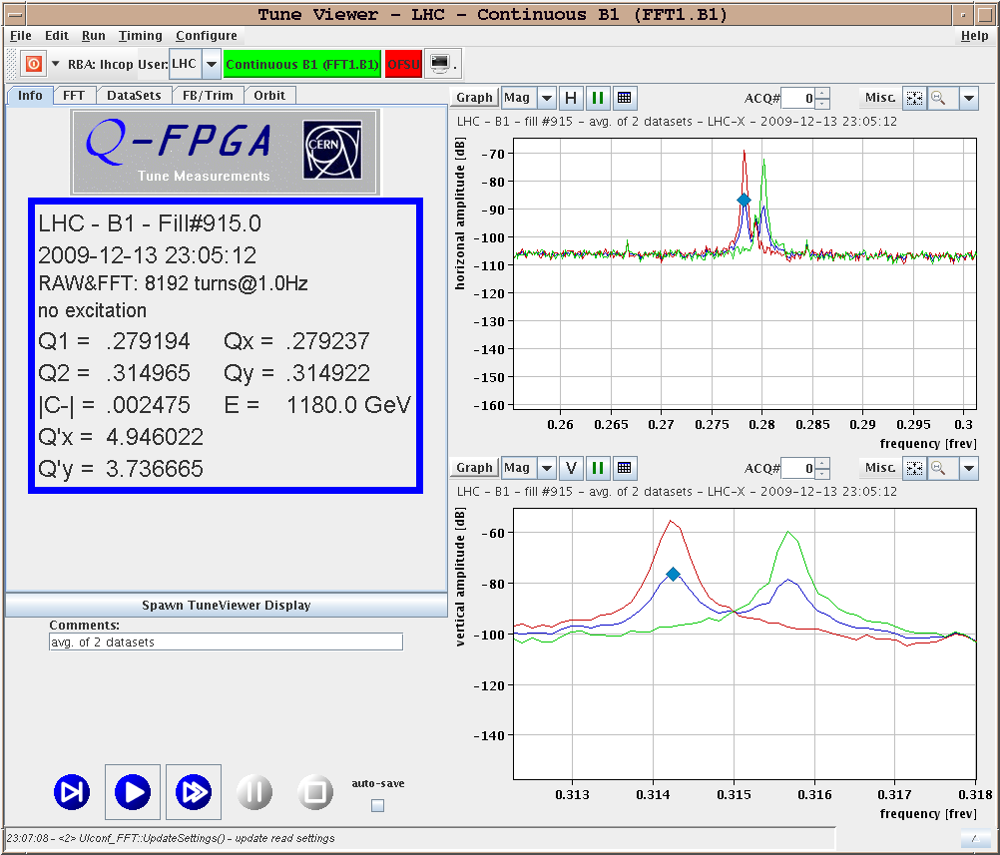 Tune Viewer - LHC - Continuous B1 (FFT1.B1)
File Edit Run Timing Configure Help
RBA: lhcop User: LHC Continuous B1 (FFT1.B1) OFSU .
Info FFT DataSets FB/Trim Orbit
Q-FPGA
Tune Measurements
CERN
LHC - B1 - Fill#915.0
2009-12-13 23:05:12
RAW&FFT: 8192 turns@1.0Hz
no excitation
Q1 = .279194 Qx = .279237
Q2 = .314965 Qy = .314922
|C-| = .002475 E = 1180.0 GeV
Q'x = 4.946022
Q'y = 3.736665
Spawn TuneViewer Display
Comments:
avg. of 2 datasets
auto-save
23:07:08 - <2> UIconf_FFT::UpdateSettings() - update read settings
Graph Mag H ACQ# 0 Misc.
LHC - B1 - fill #915 - avg. of 2 datasets - LHC-X - 2009-12-13 23:05:12
horizonal amplitude [dB]
-70
-80
-90
-100
-110
-120
-130
-140
-150
-160
0.26 0.265 0.27 0.275 0.28 0.285 0.29 0.295 0.3
frequency [frev]
Graph Mag V ACQ# 0 Misc.
LHC - B1 - fill #915 - avg. of 2 datasets - LHC-X - 2009-12-13 23:05:12
vertical amplitude [dB]
-60
-80
-100
-120
-140
0.313 0.314 0.315 0.316 0.317 0.318
frequency [frev]